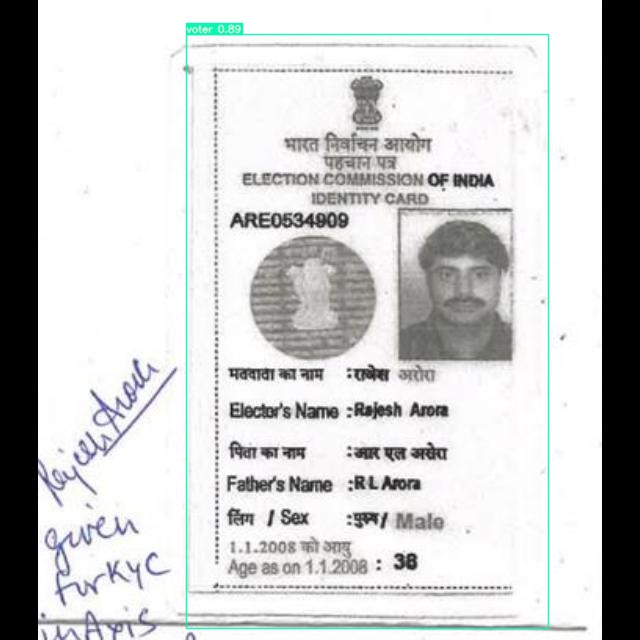 voter 0.89
भारत निर्वाचन आयोग
पहचान पत्र
ELECTION COMMISSION OF INDIA
IDENTITY CARD
ARE0534909
मतदाता का नाम : राजेश अरोरा
Elector's Name : Rajesh Arora
पिता का नाम : आर एल अरोरा
Father's Name : R L Arora
लिंग / Sex : पुरुष / Male
1.1.2008 को आयु
Age as on 1.1.2008 : 38
Rajesh Arora
given
for KYC
in Axis